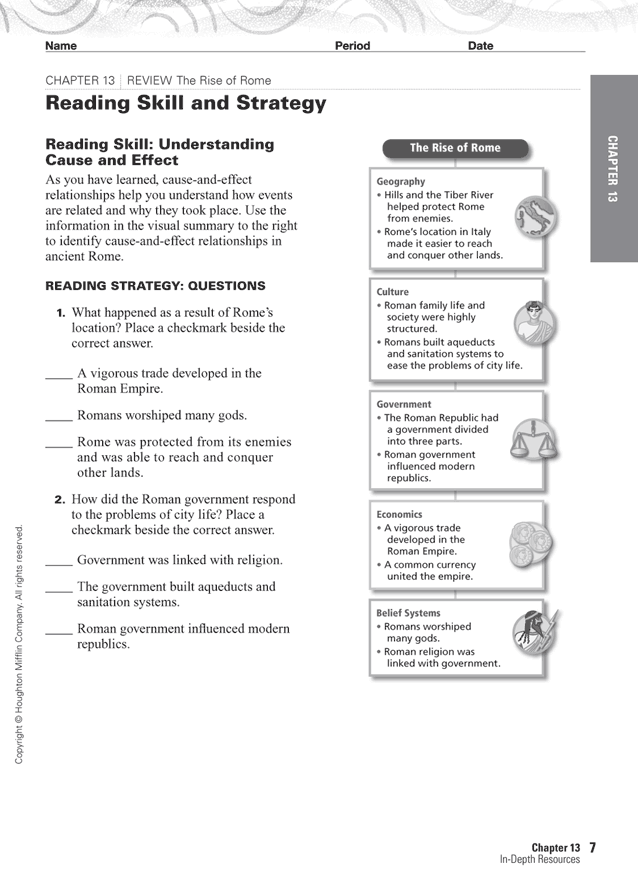 Name Period Date
CHAPTER 13 | REVIEW The Rise of Rome
Reading Skill and Strategy
Reading Skill: Understanding
Cause and Effect
As you have learned, cause-and-effect
relationships help you understand how events
are related and why they took place. Use the
information in the visual summary to the right
to identify cause-and-effect relationships in
ancient Rome.
READING STRATEGY: QUESTIONS
1. What happened as a result of Rome's
location? Place a checkmark beside the
correct answer.
____ A vigorous trade developed in the
Roman Empire.
____ Romans worshiped many gods.
____ Rome was protected from its enemies
and was able to reach and conquer
other lands.
2. How did the Roman government respond
to the problems of city life? Place a
checkmark beside the correct answer.
____ Government was linked with religion.
____ The government built aqueducts and
sanitation systems.
____ Roman government influenced modern
republics.
The Rise of Rome
Geography
• Hills and the Tiber River
helped protect Rome
from enemies.
• Rome's location in Italy
made it easier to reach
and conquer other lands.
Culture
• Roman family life and
society were highly
structured.
• Romans built aqueducts
and sanitation systems to
ease the problems of city life.
Government
• The Roman Republic had
a government divided
into three parts.
• Roman government
influenced modern
republics.
Economics
• A vigorous trade
developed in the
Roman Empire.
• A common currency
united the empire.
Belief Systems
• Romans worshiped
many gods.
• Roman religion was
linked with government.
CHAPTER 13
Copyright © Houghton Mifflin Company. All rights reserved.
Chapter 13 7
In-Depth Resources